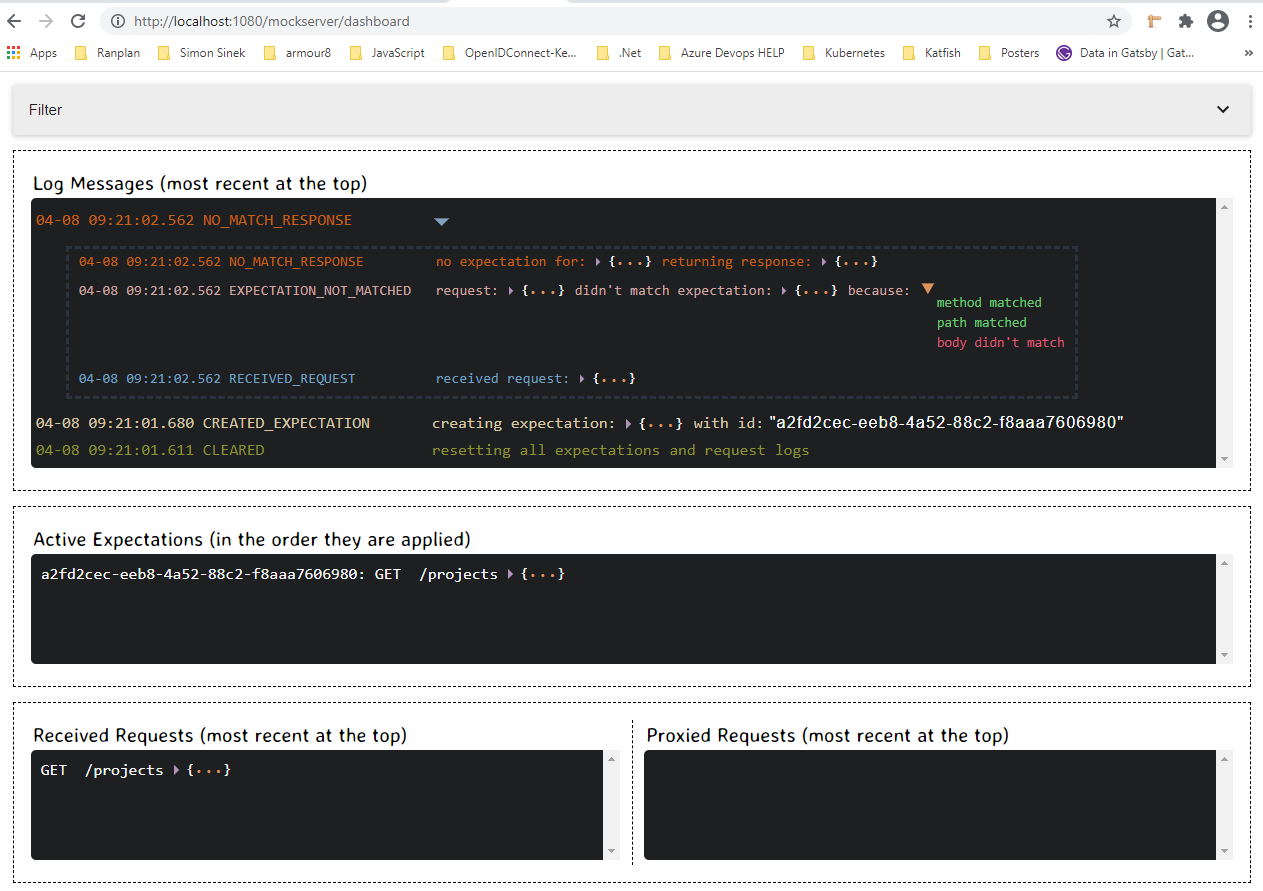 http://localhost:1080/mockserver/dashboard
Apps Ranplan Simon Sinek armour8 JavaScript OpenIDConnect-Ke... .Net Azure Devops HELP Kubernetes Katfish Posters Data in Gatsby | Gat... »
Filter
Log Messages (most recent at the top)
04-08 09:21:02.562 NO_MATCH_RESPONSE
04-08 09:21:02.562 NO_MATCH_RESPONSE no expectation for: {...} returning response: {...}
04-08 09:21:02.562 EXPECTATION_NOT_MATCHED request: {...} didn't match expectation: {...} because:
method matched
path matched
body didn't match
04-08 09:21:02.562 RECEIVED_REQUEST received request: {...}
04-08 09:21:01.680 CREATED_EXPECTATION creating expectation: {...} with id: "a2fd2cec-eeb8-4a52-88c2-f8aaa7606980"
04-08 09:21:01.611 CLEARED resetting all expectations and request logs
Active Expectations (in the order they are applied)
a2fd2cec-eeb8-4a52-88c2-f8aaa7606980: GET /projects {...}
Received Requests (most recent at the top)
GET /projects {...}
Proxied Requests (most recent at the top)